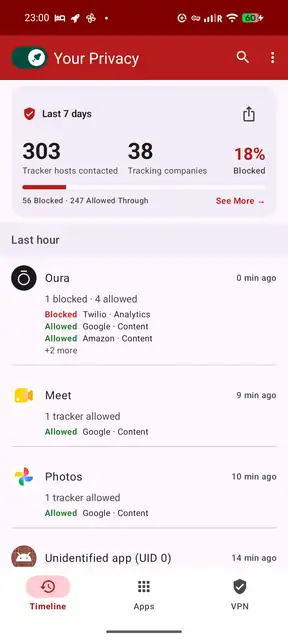 23:00
60
Your Privacy
Last 7 days
303
38
18%
Tracker hosts contacted
Tracking companies
Blocked
56 Blocked · 247 Allowed Through
See More →
Last hour
Oura
0 min ago
1 blocked · 4 allowed
Blocked Twilio · Analytics
Allowed Google · Content
Allowed Amazon · Content
+2 more
Meet
9 min ago
1 tracker allowed
Allowed Google · Content
Photos
10 min ago
1 tracker allowed
Allowed Google · Content
Unidentified app (UID 0)
14 min ago
Timeline
Apps
VPN